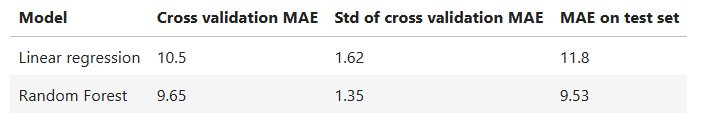 Model Cross validation MAE Std of cross validation MAE MAE on test set
Linear regression 10.5 1.62 11.8
Random Forest 9.65 1.35 9.53